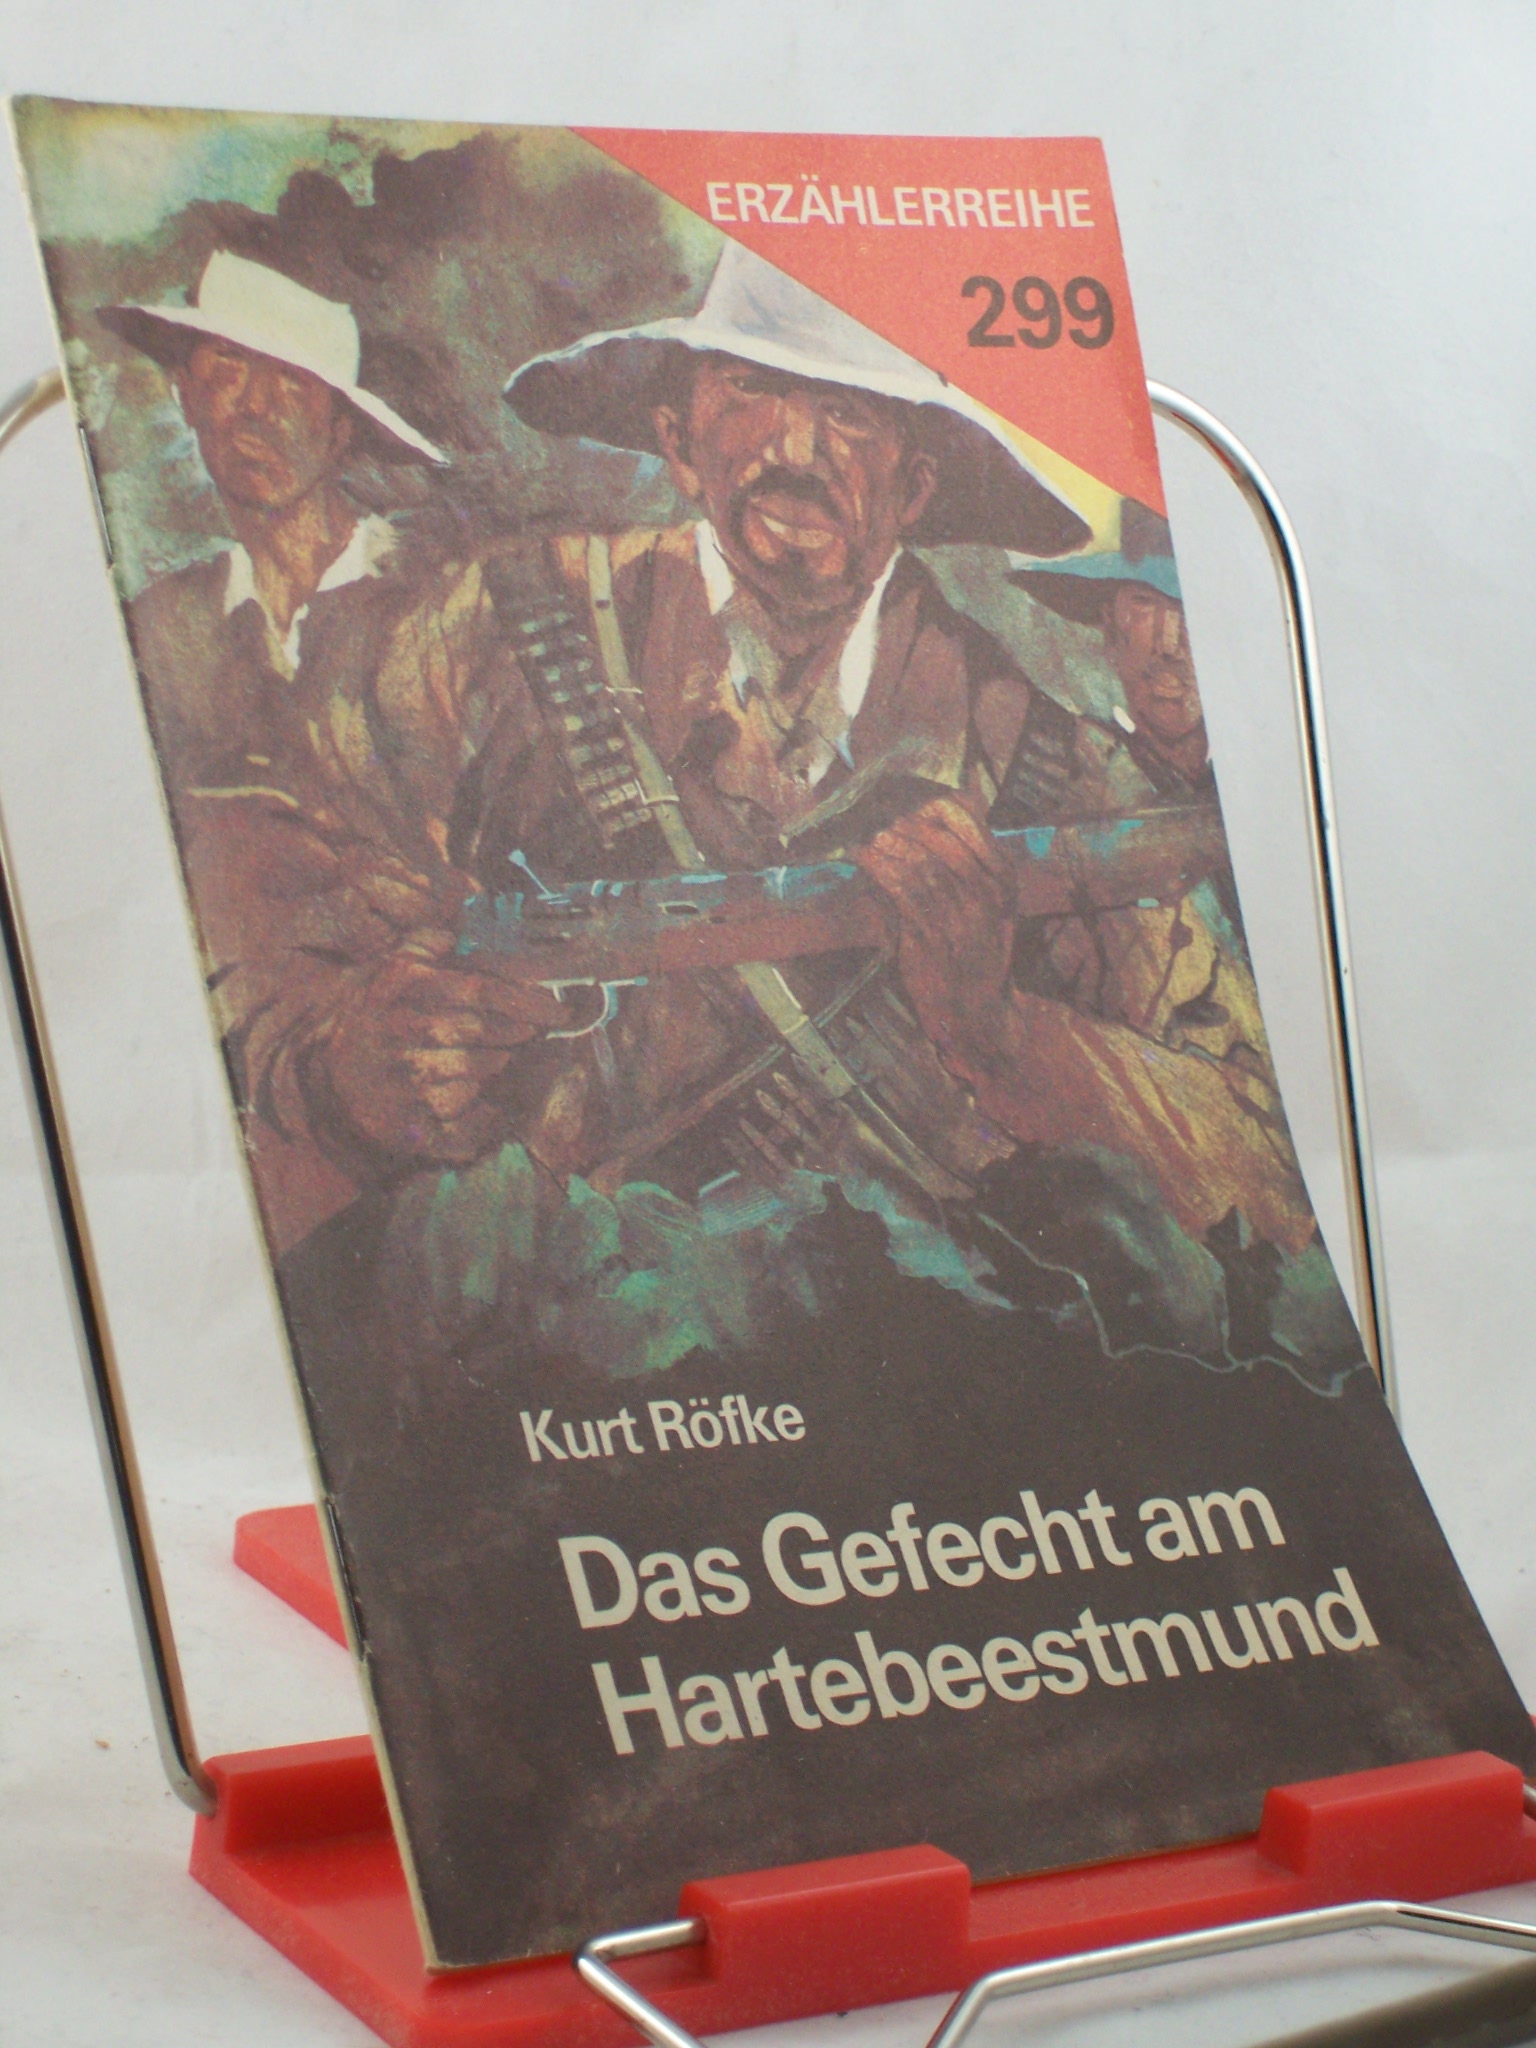 ERZÄHLERREIHE
299
Kurt Röfke
Das Gefecht am
Hartebeestmund